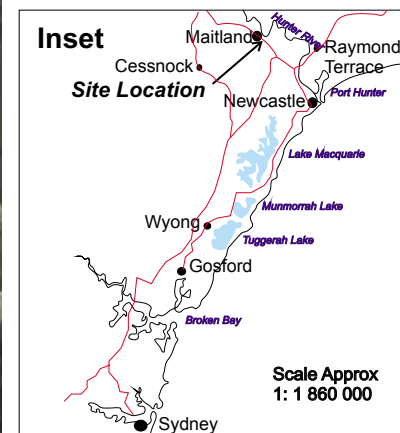 Inset
Maitland
Hunter River
Raymond
Terrace
Cessnock
Site Location
Newcastle
Port Hunter
Lake Macquarie
Munmorrah Lake
Wyong
Tuggerah Lake
Gosford
Broken Bay
Scale Approx
1: 1 860 000
Sydney